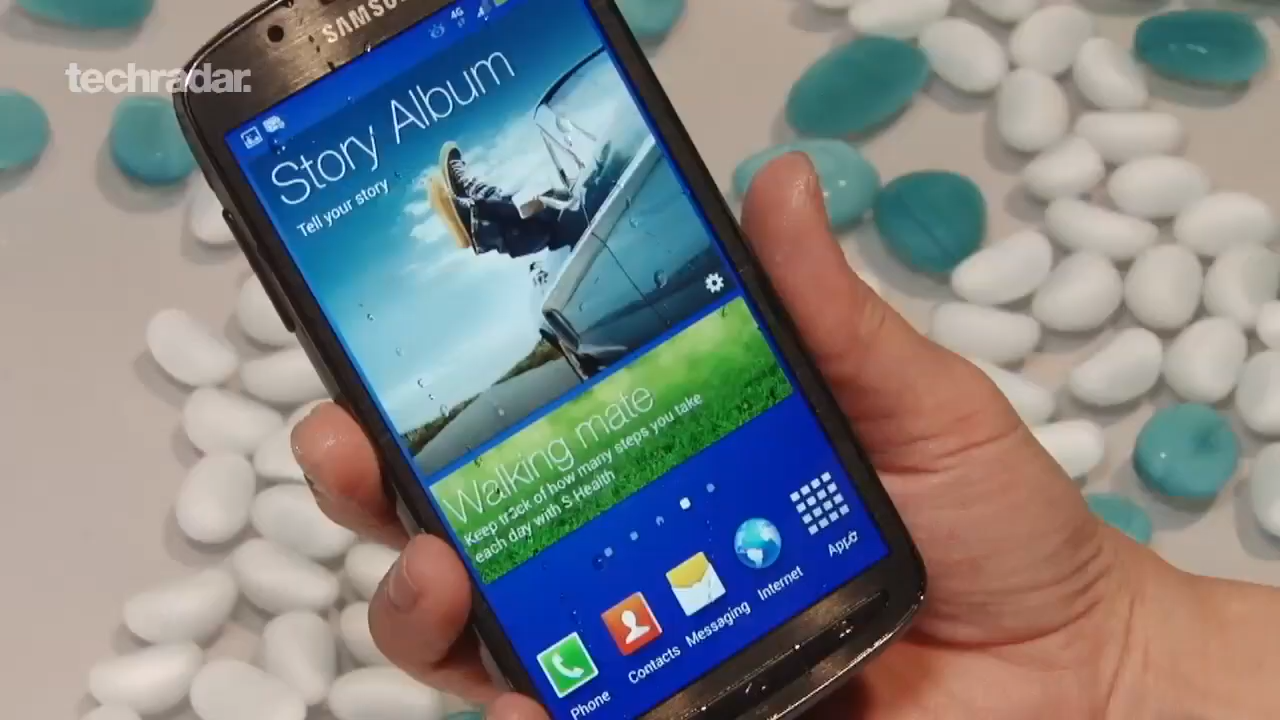 techradar.
SAMSUNG
4G
Story Album
Tell your story
Walking mate
Keep track of how many steps you take
each day with S Health
Phone
Contacts
Messaging
Internet
Apps